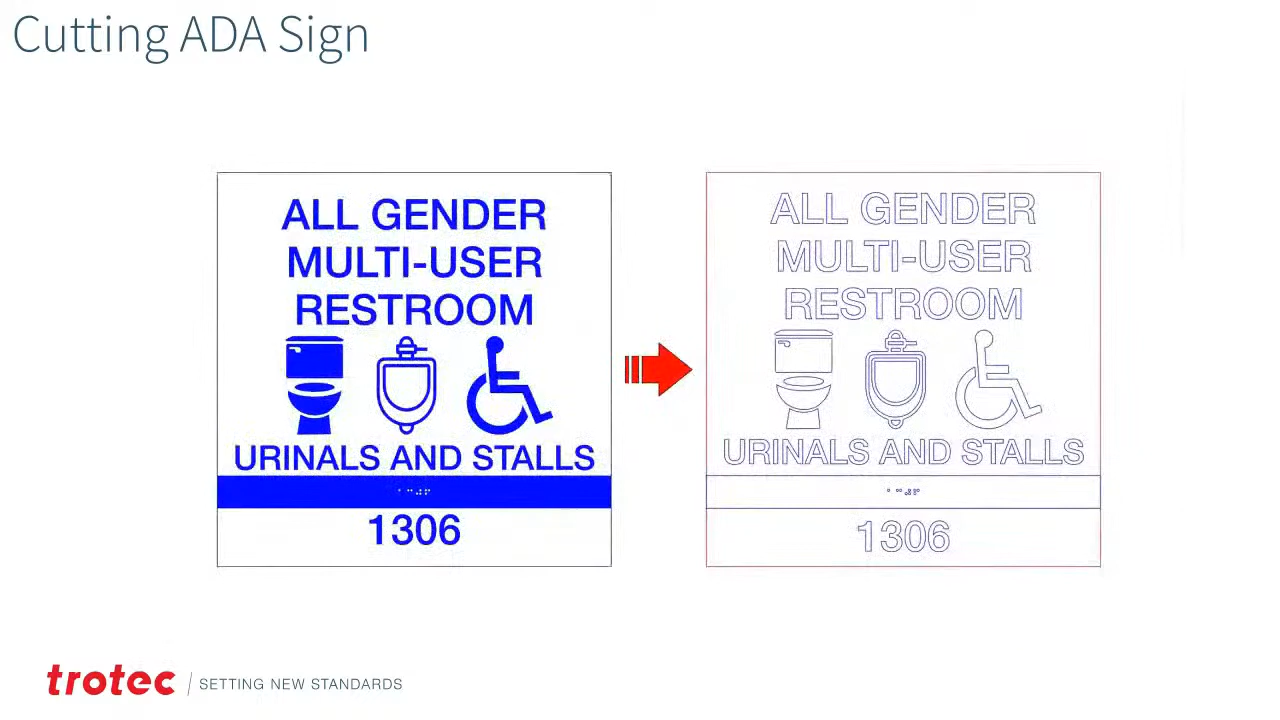 Cutting ADA Sign
ALL GENDER
MULTI-USER
RESTROOM
URINALS AND STALLS
1306
ALL GENDER
MULTI-USER
RESTROOM
URINALS AND STALLS
1306
trotec / SETTING NEW STANDARDS